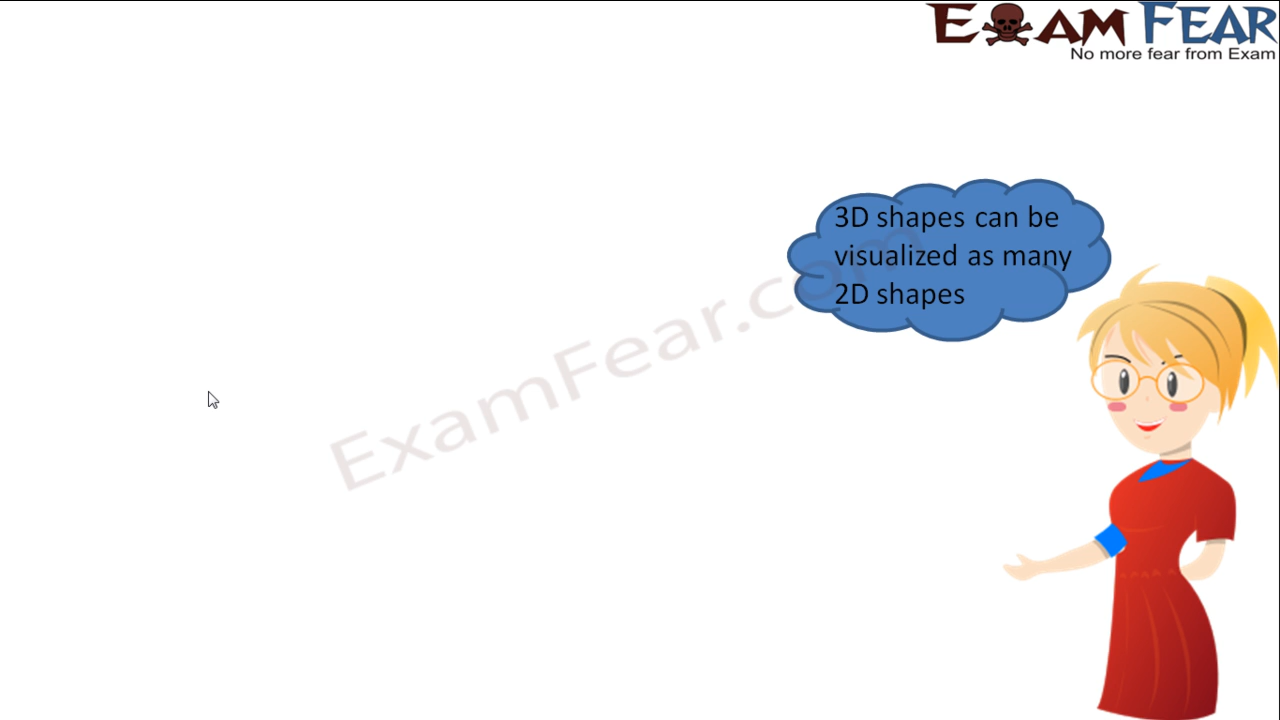 EXAM FEAR
No more fear from Exam
3D shapes can be
visualized as many
2D shapes
ExamFear.com